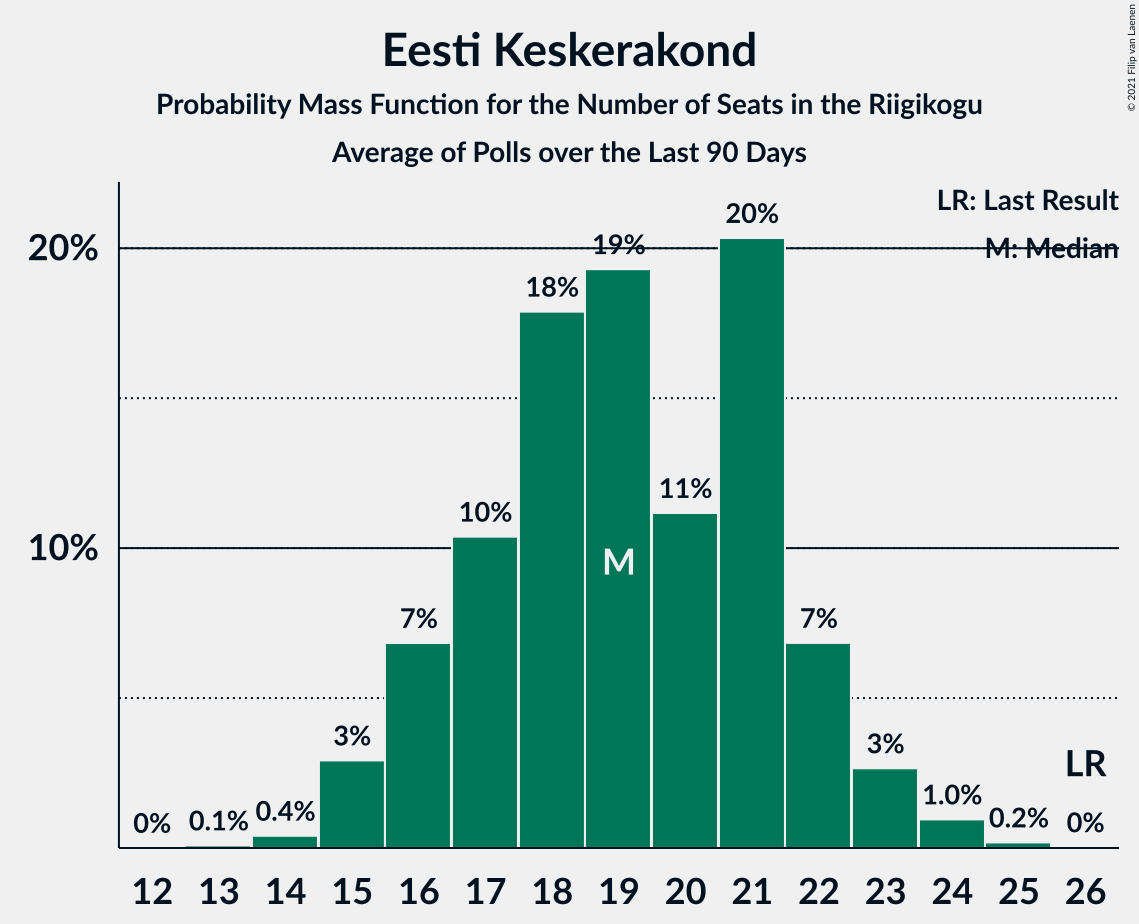 Eesti Keskerakond
Probability Mass Function for the Number of Seats in the Riigikogu
Average of Polls over the Last 90 Days
© 2021 Filip van Laenen
LR: Last Result
M: Median
20%
10%
0%
0.1%
0.4%
3%
7%
10%
18%
19%
11%
20%
7%
3%
1.0%
0.2%
0%
M
LR
12 13 14 15 16 17 18 19 20 21 22 23 24 25 26